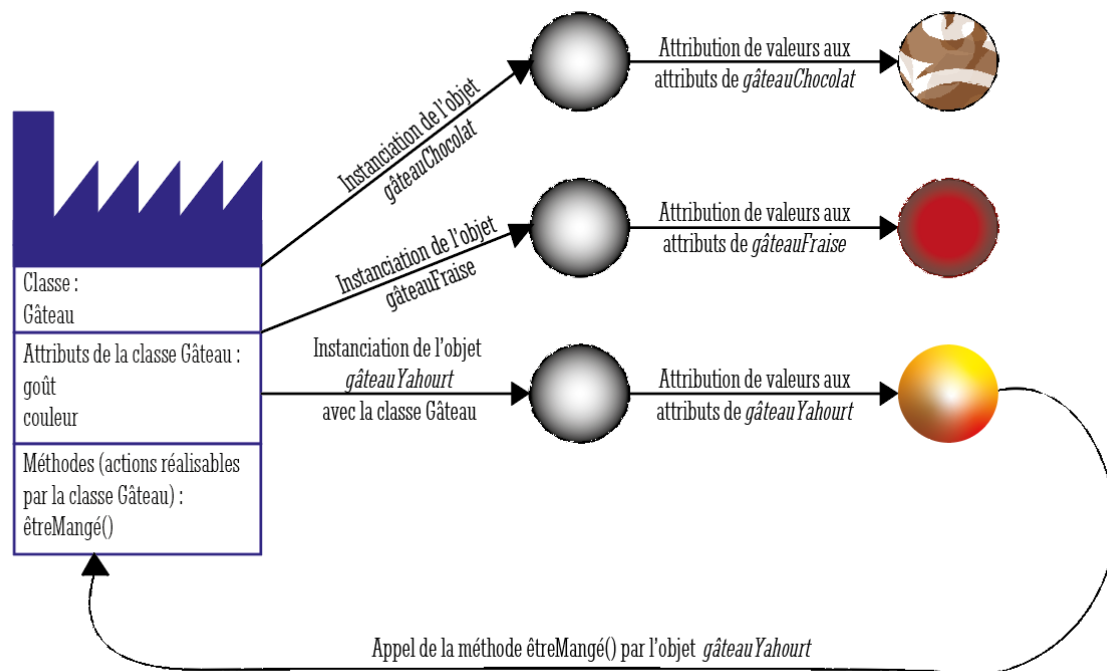 Classe :
Gâteau
Attributs de la classe Gâteau :
goût
couleur
Méthodes (actions réalisables
par la classe Gâteau) :
êtreMangé()
Instanciation de l'objet
gâteauChocolat
Attribution de valeurs aux
attributs de gâteauChocolat
Instanciation de l'objet
gâteauFraise
Attribution de valeurs aux
attributs de gâteauFraise
Instanciation de l'objet
gâteauYahourt
avec la classe Gâteau
Attribution de valeurs aux
attributs de gâteauYahourt
Appel de la méthode êtreMangé() par l'objet gâteauYahourt